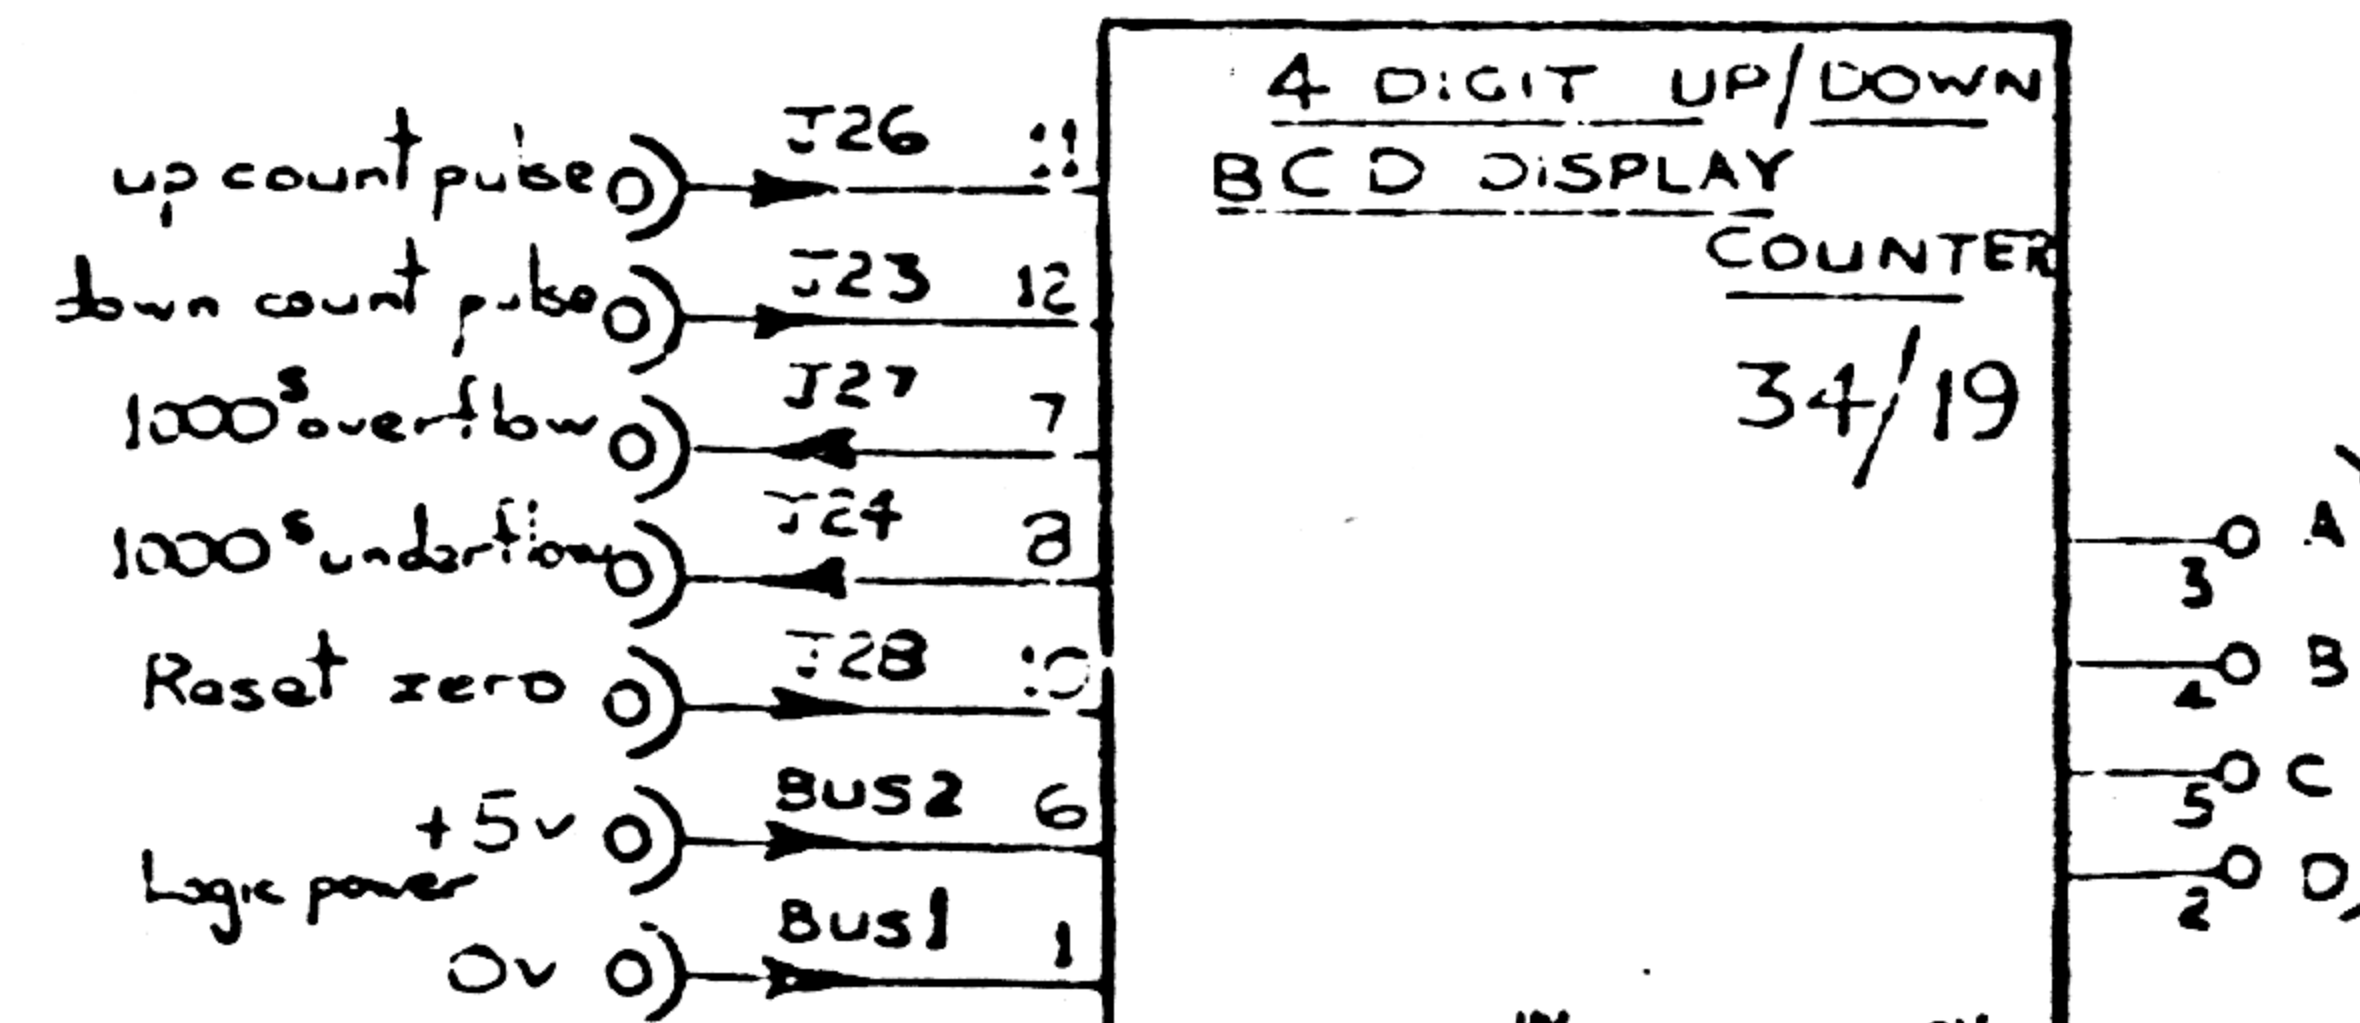 4 DIGIT UP/DOWN
BCD DISPLAY
COUNTER
34/19
up count pulse J26 11
down count pulse J23 12
1000s overflow J27 7
1000s underflow J24 8
Reset zero J28 10
+5v BUS2 6
Logic power
0v BUS1 1
A
3
B
4
C
5
D
2